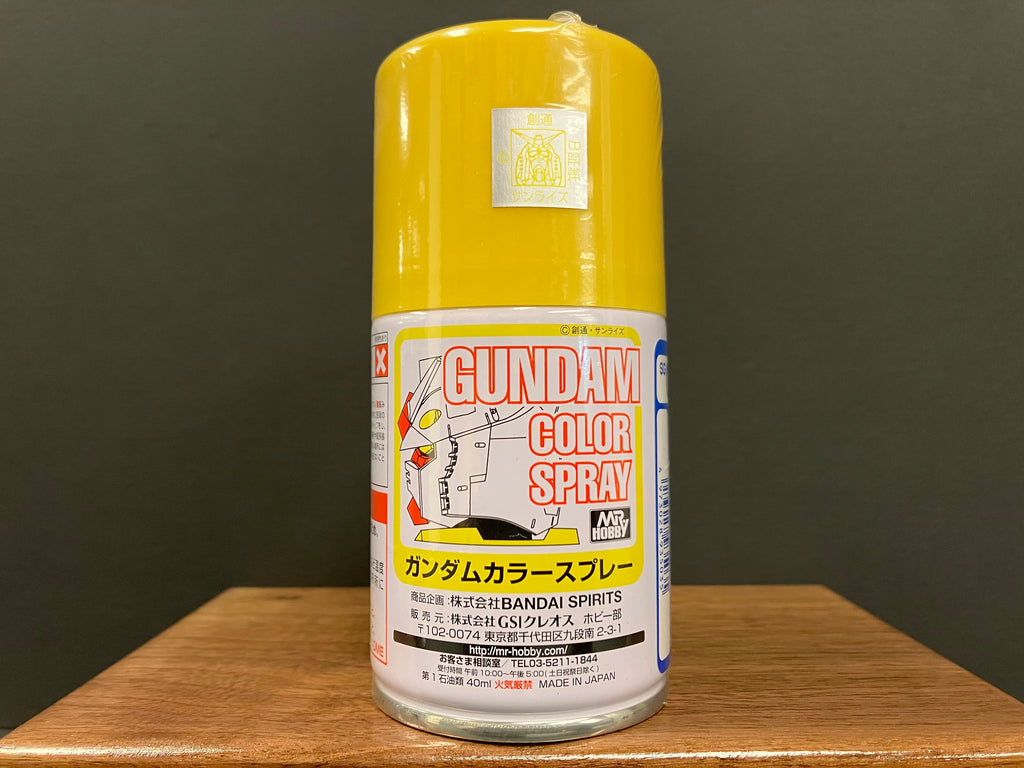 創通
サンライズ
©創通・サンライズ
GUNDAM
COLOR
SPRAY
MR
HOBBY
ガンダムカラースプレー
商品企画:株式会社BANDAI SPIRITS
販売元:株式会社GSIクレオス ホビー部
〒102-0074 東京都千代田区九段南 2-3-1
http://mr-hobby.com/
お客さま相談室/TEL03-5211-1844
受付時間 午前 10:00〜午後 5:00(土日祝祭日除く)
第1石油類 40ml 火気厳禁 MADE IN JAPAN